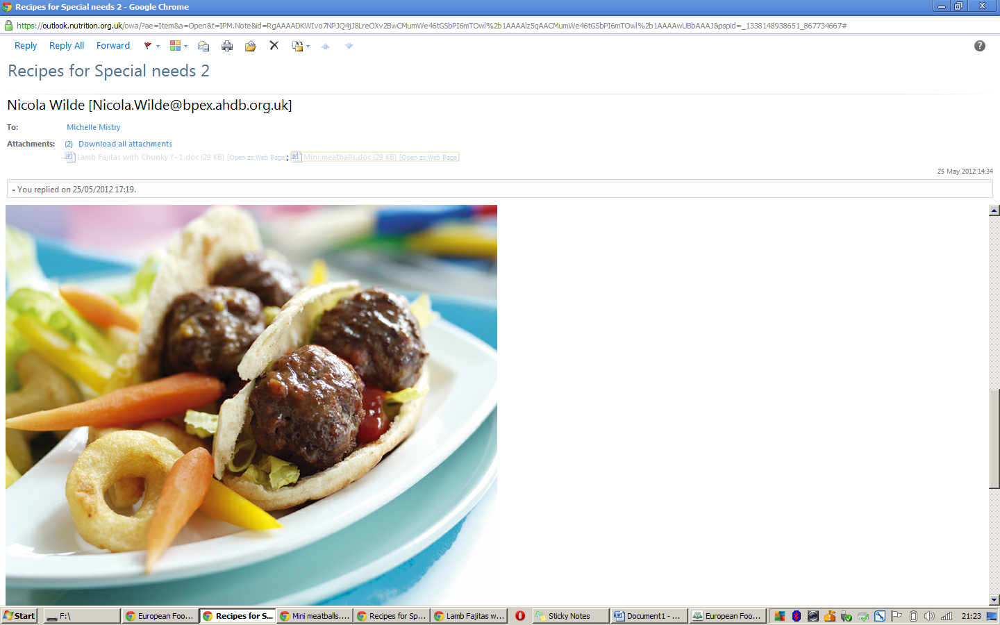 Recipes for Special needs 2 - Google Chrome
https://outlook.nutrition.org.uk/owa/?ae=Item&a=Open&t=IPM.Note&id=RgAAAADKWIvo7NPJQ4jJ8LreOXv2BwCMumWe46tGSbPI6mTOwl%2b1AAAAlz5qAACMumWe46tGSbPI6mTOwl%2b1AAAAwUBbAAAJ&pspid=_1338148938651_867734667#
Reply Reply All Forward
Recipes for Special needs 2
Nicola Wilde [Nicola.Wilde@bpex.ahdb.org.uk]
To: Michelle Mistry
Attachments: (2) Download all attachments
Lamb Fajitas with Chunky Y~1.doc (29 KB) [Open as Web Page]; Mini meatballs.doc (29 KB) [Open as Web Page]
25 May 2012 14:34
- You replied on 25/05/2012 17:19.
Start F:\ European Foo... Recipes for S... Mini meatballs.... Recipes for Sp... Lamb Fajitas w... Sticky Notes Document1 - ... European Foo... 21:23